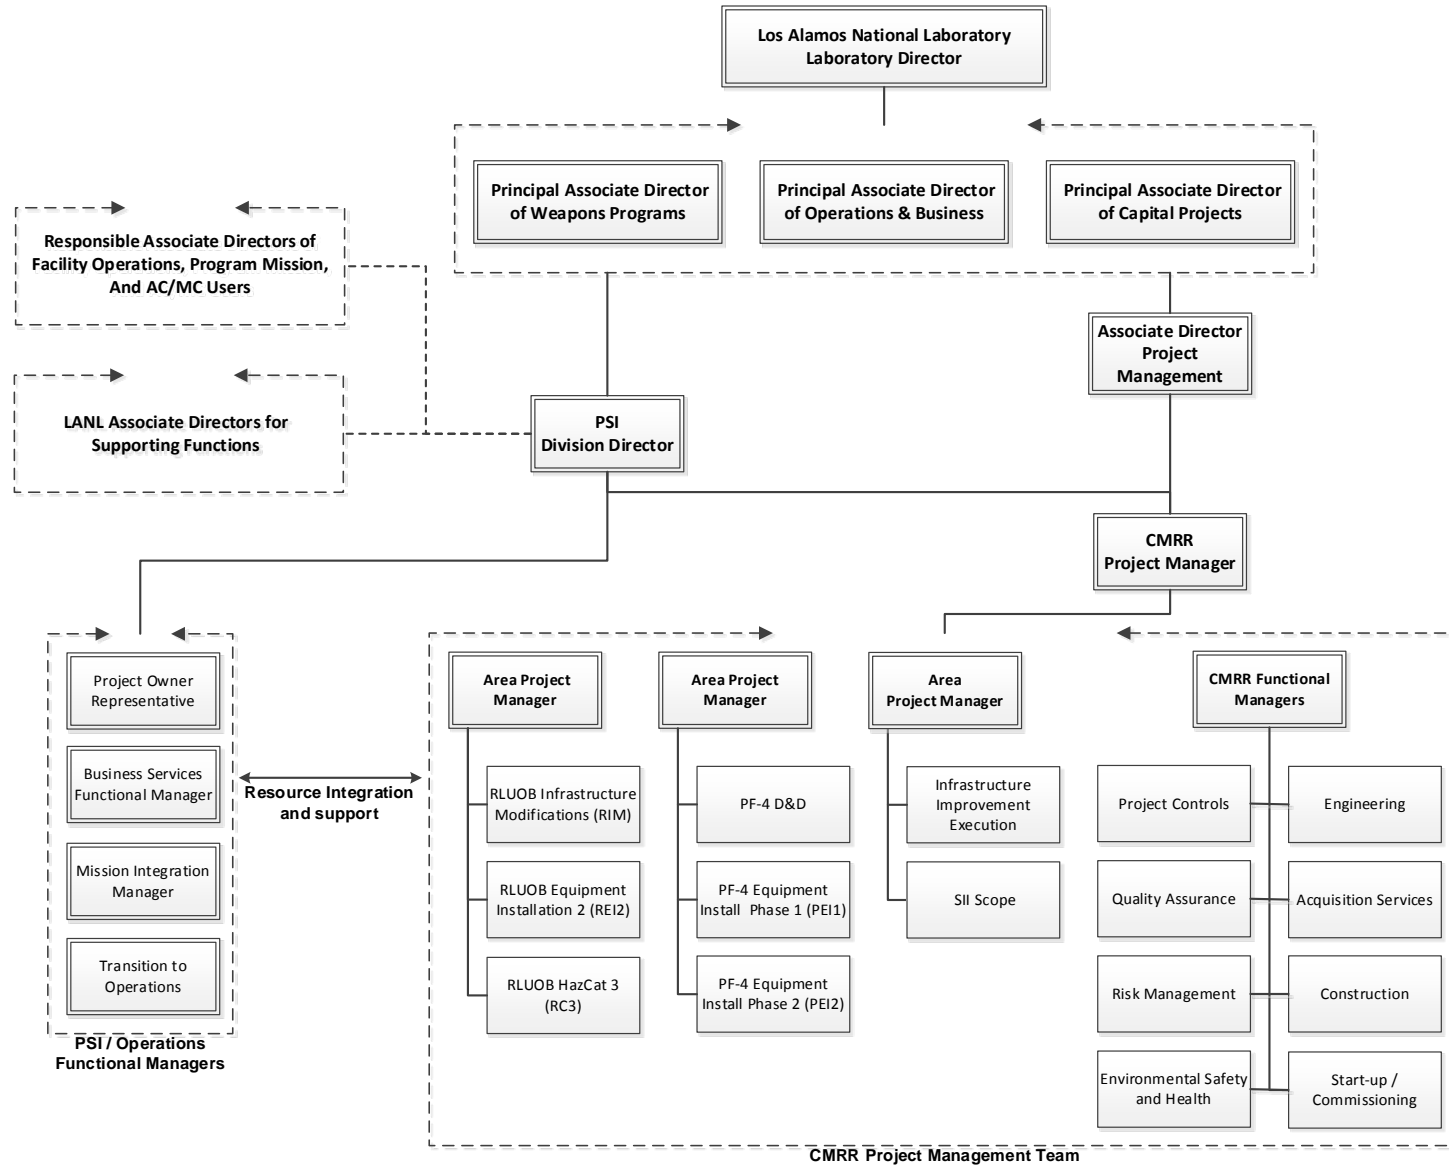 Los Alamos National Laboratory
Laboratory Director
Principal Associate Director
of Weapons Programs
Principal Associate Director
of Operations & Business
Principal Associate Director
of Capital Projects
Responsible Associate Directors of
Facility Operations, Program Mission,
And AC/MC Users
Associate Director
Project
Management
LANL Associate Directors for
Supporting Functions
PSI
Division Director
CMRR
Project Manager
Project Owner
Representative
Business Services
Functional Manager
Mission Integration
Manager
Transition to
Operations
PSI / Operations
Functional Managers
Resource Integration
and support
Area Project
Manager
RLUOB Infrastructure
Modifications (RIM)
RLUOB Equipment
Installation 2 (REI2)
RLUOB HazCat 3
(RC3)
Area Project
Manager
PF-4 D&D
PF-4 Equipment
Install Phase 1 (PEI1)
PF-4 Equipment
Install Phase 2 (PEI2)
Area
Project Manager
Infrastructure
Improvement
Execution
SII Scope
CMRR Functional
Managers
Project Controls
Engineering
Quality Assurance
Acquisition Services
Risk Management
Construction
Environmental Safety
and Health
Start-up /
Commissioning
CMRR Project Management Team